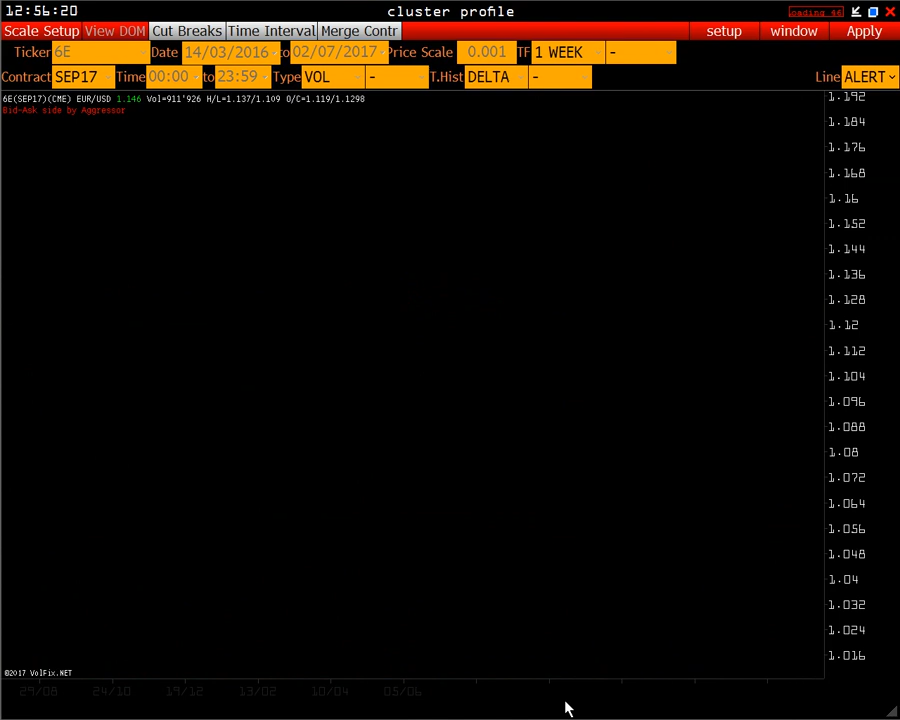 12:56:20 cluster profile loading 44
Scale Setup View DOM Cut Breaks Time Interval Merge Contr setup window Apply
Ticker 6E Date 14/03/2016 to 02/07/2017 Price Scale 0.001 TF 1 WEEK -
Contract SEP17 Time 00:00 to 23:59 Type VOL - T.Hist DELTA - Line ALERT
6E(SEP17)(CME) EUR/USD 1.146 Vol=911'926 H/L=1.137/1.109 O/C=1.119/1.1298
Bid-Ask side by Aggressor
1.192
1.184
1.176
1.168
1.16
1.152
1.144
1.136
1.128
1.12
1.112
1.104
1.096
1.088
1.08
1.072
1.064
1.056
1.048
1.04
1.032
1.024
1.016
©2017 VolFix.NET
29/08 24/10 19/12 13/02 10/04 05/06